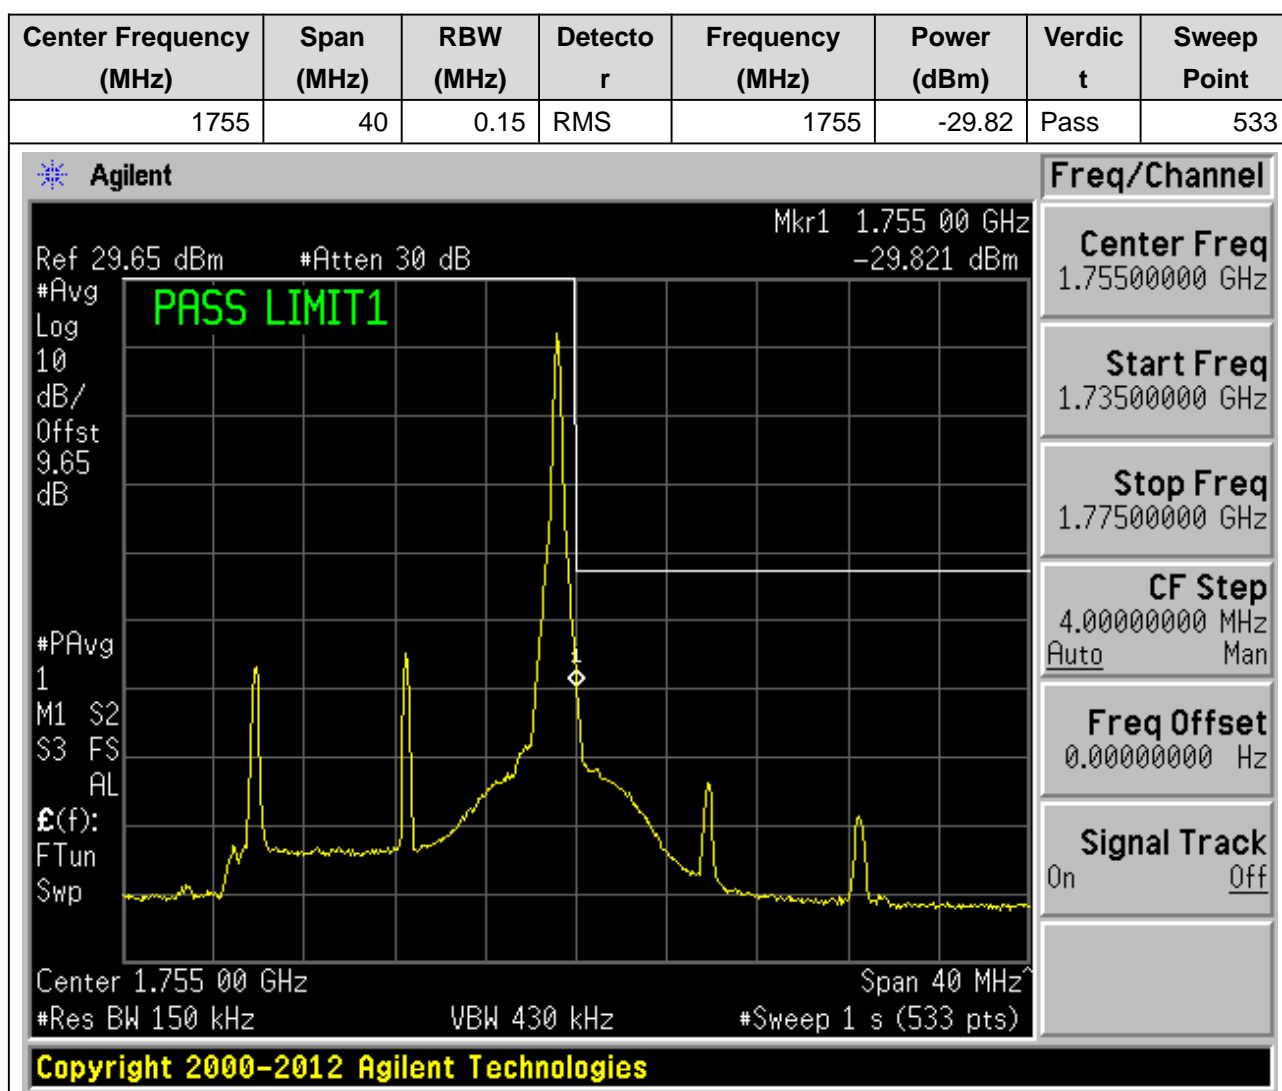 Center Frequency Span RBW Detecto Frequency Power Verdic Sweep
(MHz) (MHz) (MHz) r (MHz) (dBm) t Point
1755 40 0.15 RMS 1755 -29.82 Pass 533
Agilent
Freq/Channel
Mkr1 1.755 00 GHz
Ref 29.65 dBm #Atten 30 dB -29.821 dBm
#Avg
Log
10
dB/
Offst
9.65
dB
PASS LIMIT1
1
#PAvg
1
M1 S2
S3 FS
AL
£(f):
FTun
Swp
Center 1.755 00 GHz Span 40 MHz^
#Res BW 150 kHz VBW 430 kHz #Sweep 1 s (533 pts)
Center Freq
1.75500000 GHz
Start Freq
1.73500000 GHz
Stop Freq
1.77500000 GHz
CF Step
4.00000000 MHz
Auto Man
Freq Offset
0.00000000 Hz
Signal Track
On Off
Copyright 2000-2012 Agilent Technologies